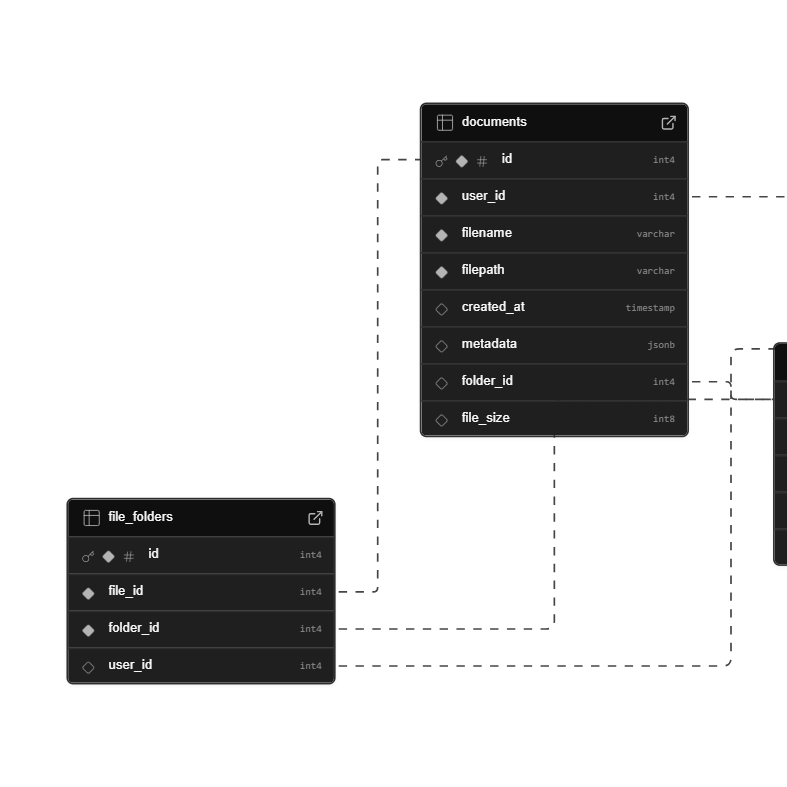 documents
# id int4
user_id int4
filename varchar
filepath varchar
created_at timestamp
metadata jsonb
folder_id int4
file_size int8
file_folders
# id int4
file_id int4
folder_id int4
user_id int4